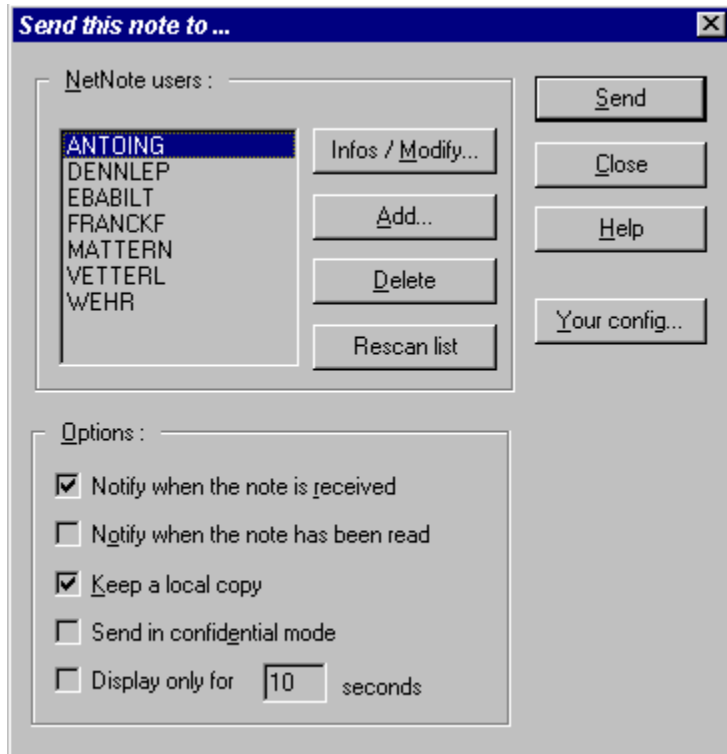 Send this note to ...
NetNote users :
ANTOING
DENNLEP
EBABILT
FRANCKF
MATTERN
VETTERL
WEHR
Infos / Modify...
Add...
Delete
Rescan list
Send
Close
Help
Your config...
Options :
Notify when the note is received
Notify when the note has been read
Keep a local copy
Send in confidential mode
Display only for 10 seconds